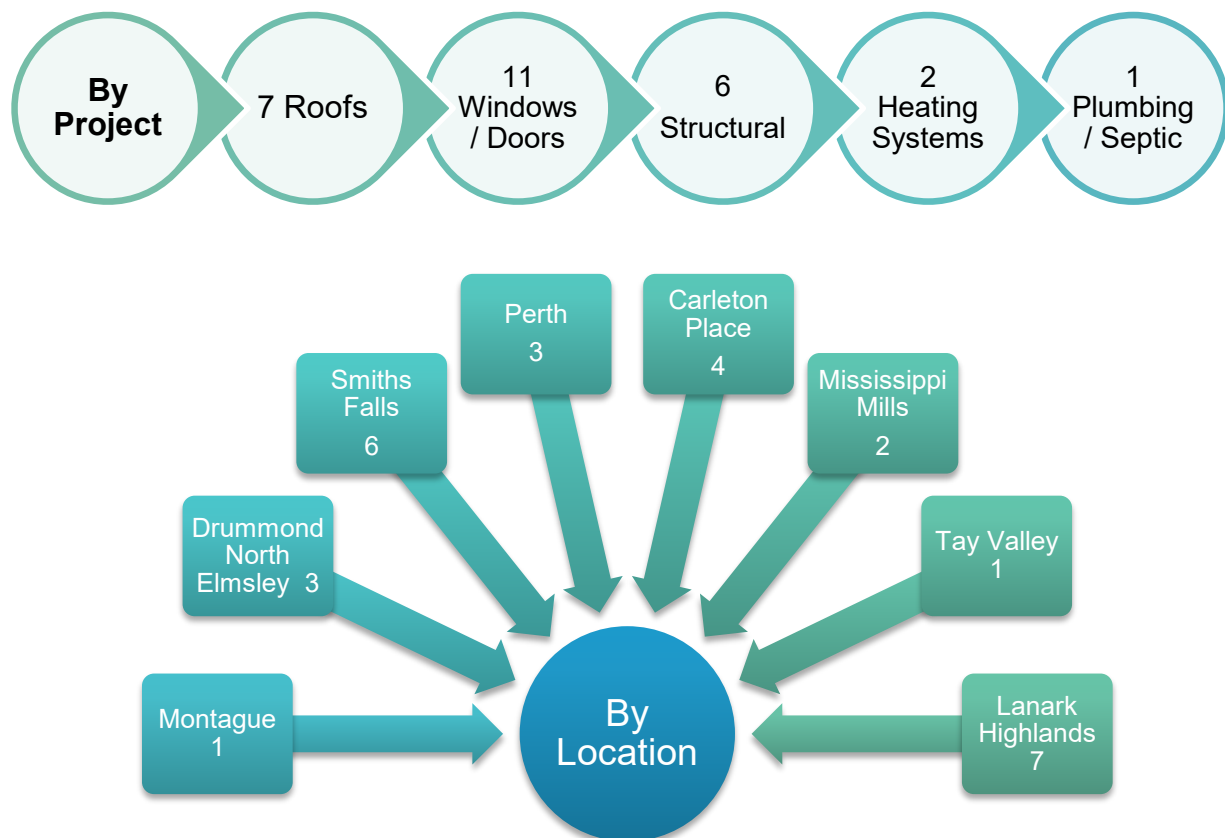 By
Project
7 Roofs
11
Windows
/ Doors
6
Structural
2
Heating
Systems
1
Plumbing
/ Septic
Perth
3
Carleton
Place
4
Smiths
Falls
6
Mississippi
Mills
2
Drummond
North
Elmsley 3
Tay Valley
1
Montague
1
Lanark
Highlands
7
By
Location